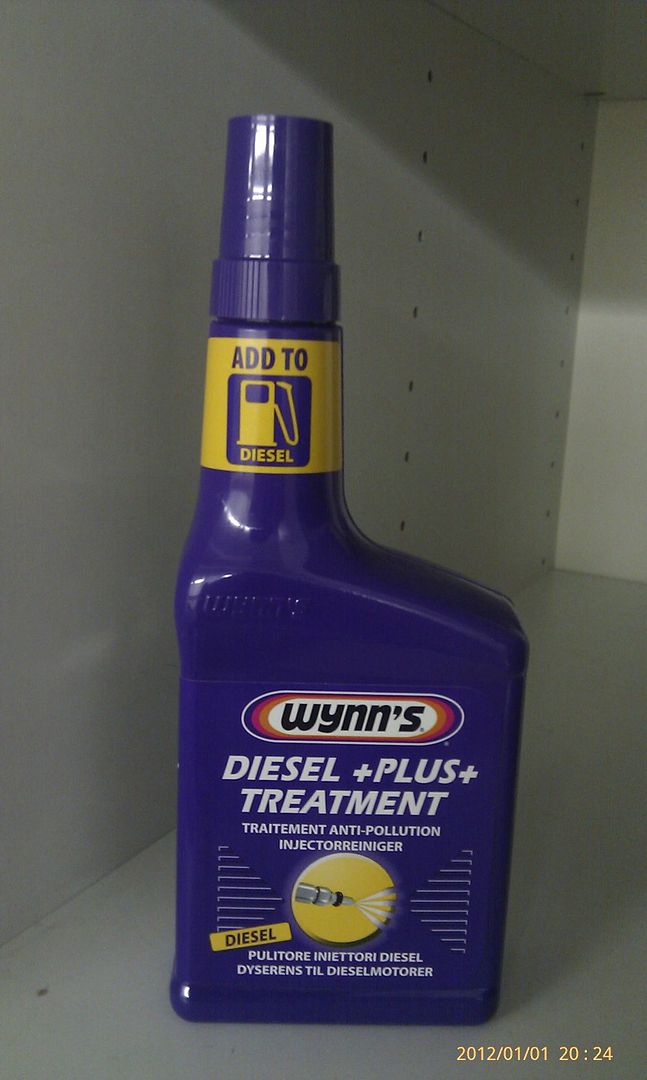 ADD TO
DIESEL
WYNN'S
WYNN'S®
DIESEL +PLUS+
TREATMENT
TRAITEMENT ANTI-POLLUTION
INJECTORREINIGER
DIESEL
PULITORE INIETTORI DIESEL
DYSERENS TIL DIESELMOTORER
2012/01/01 20:24